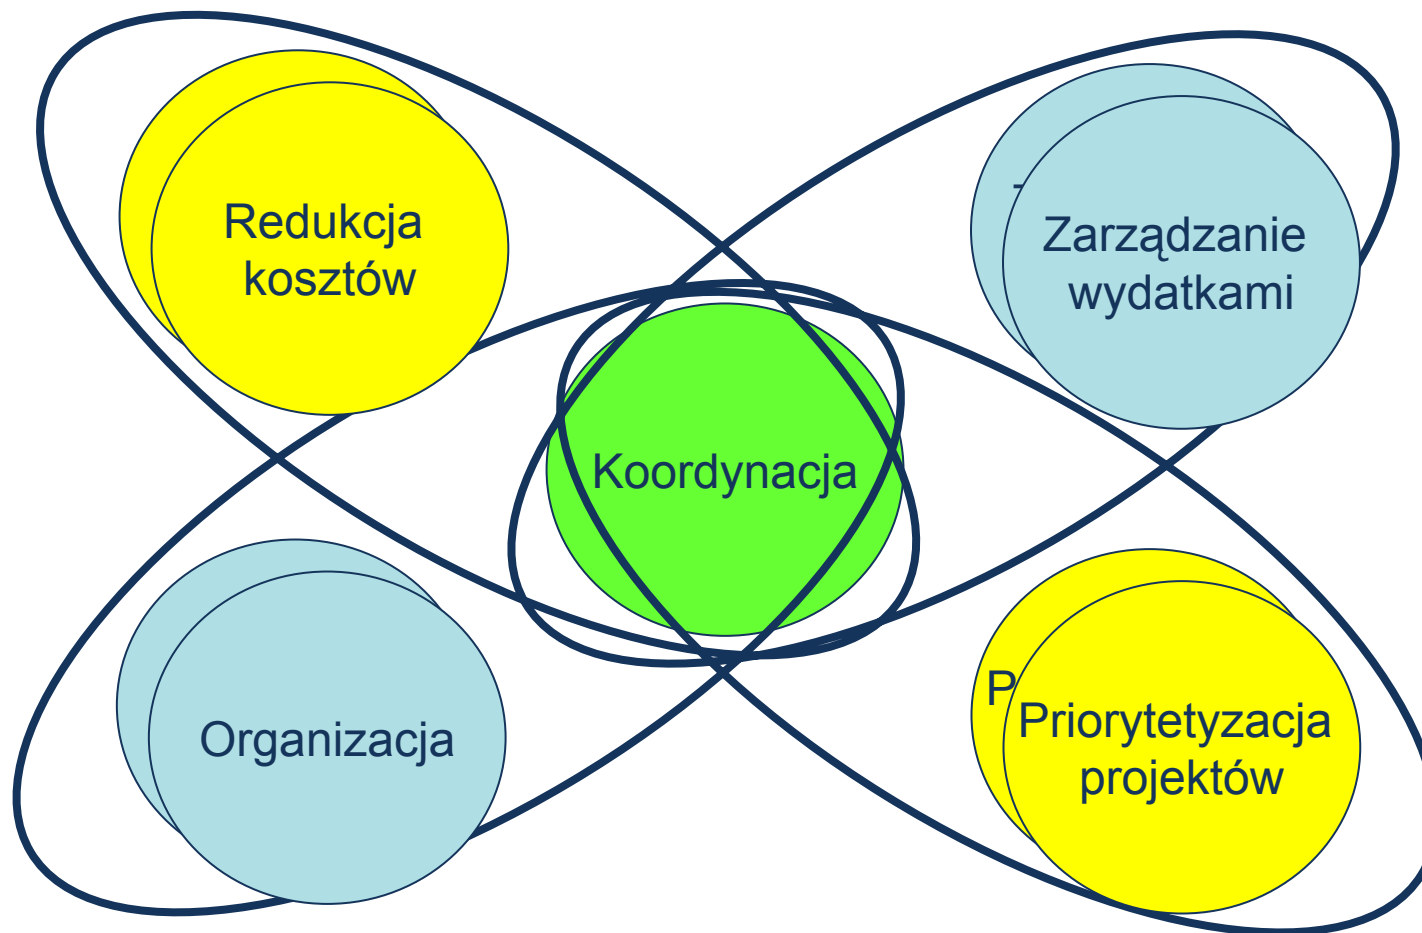 Redukcja
kosztów
Zarządzanie
wydatkami
Koordynacja
Organizacja
P
Priorytetyzacja
projektów